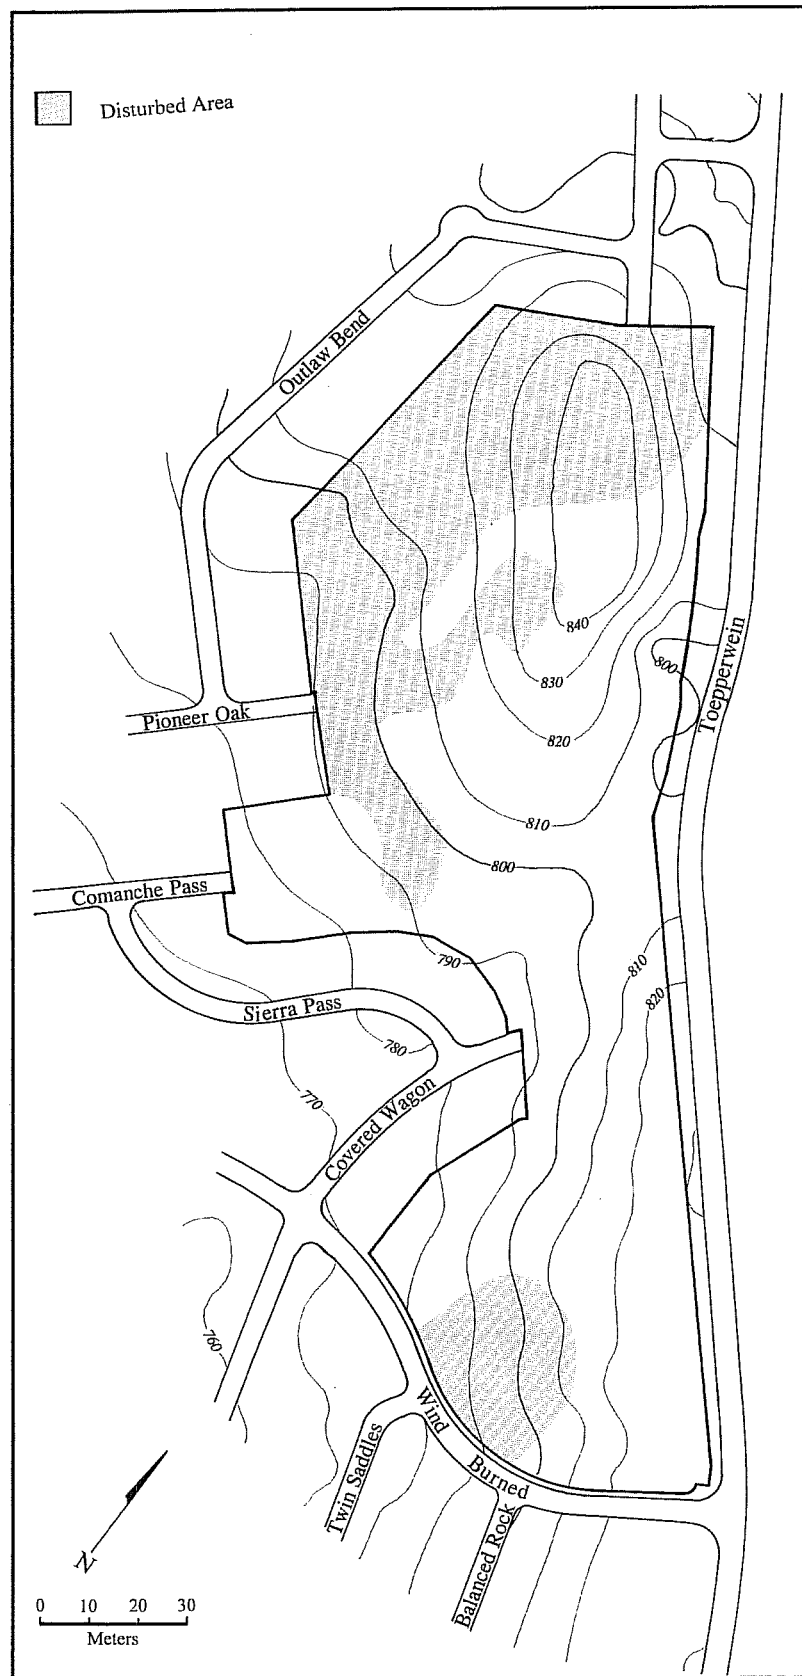 Disturbed Area
Outlaw Bend
840
Toepperwein
800
830
Pioneer Oak
820
810
800
Comanche Pass
790
810
820
Sierra Pass
780
770
Covered Wagon
760
Wind
Burned
Twin Saddles
Balanced Rock
N
0 10 20 30
Meters